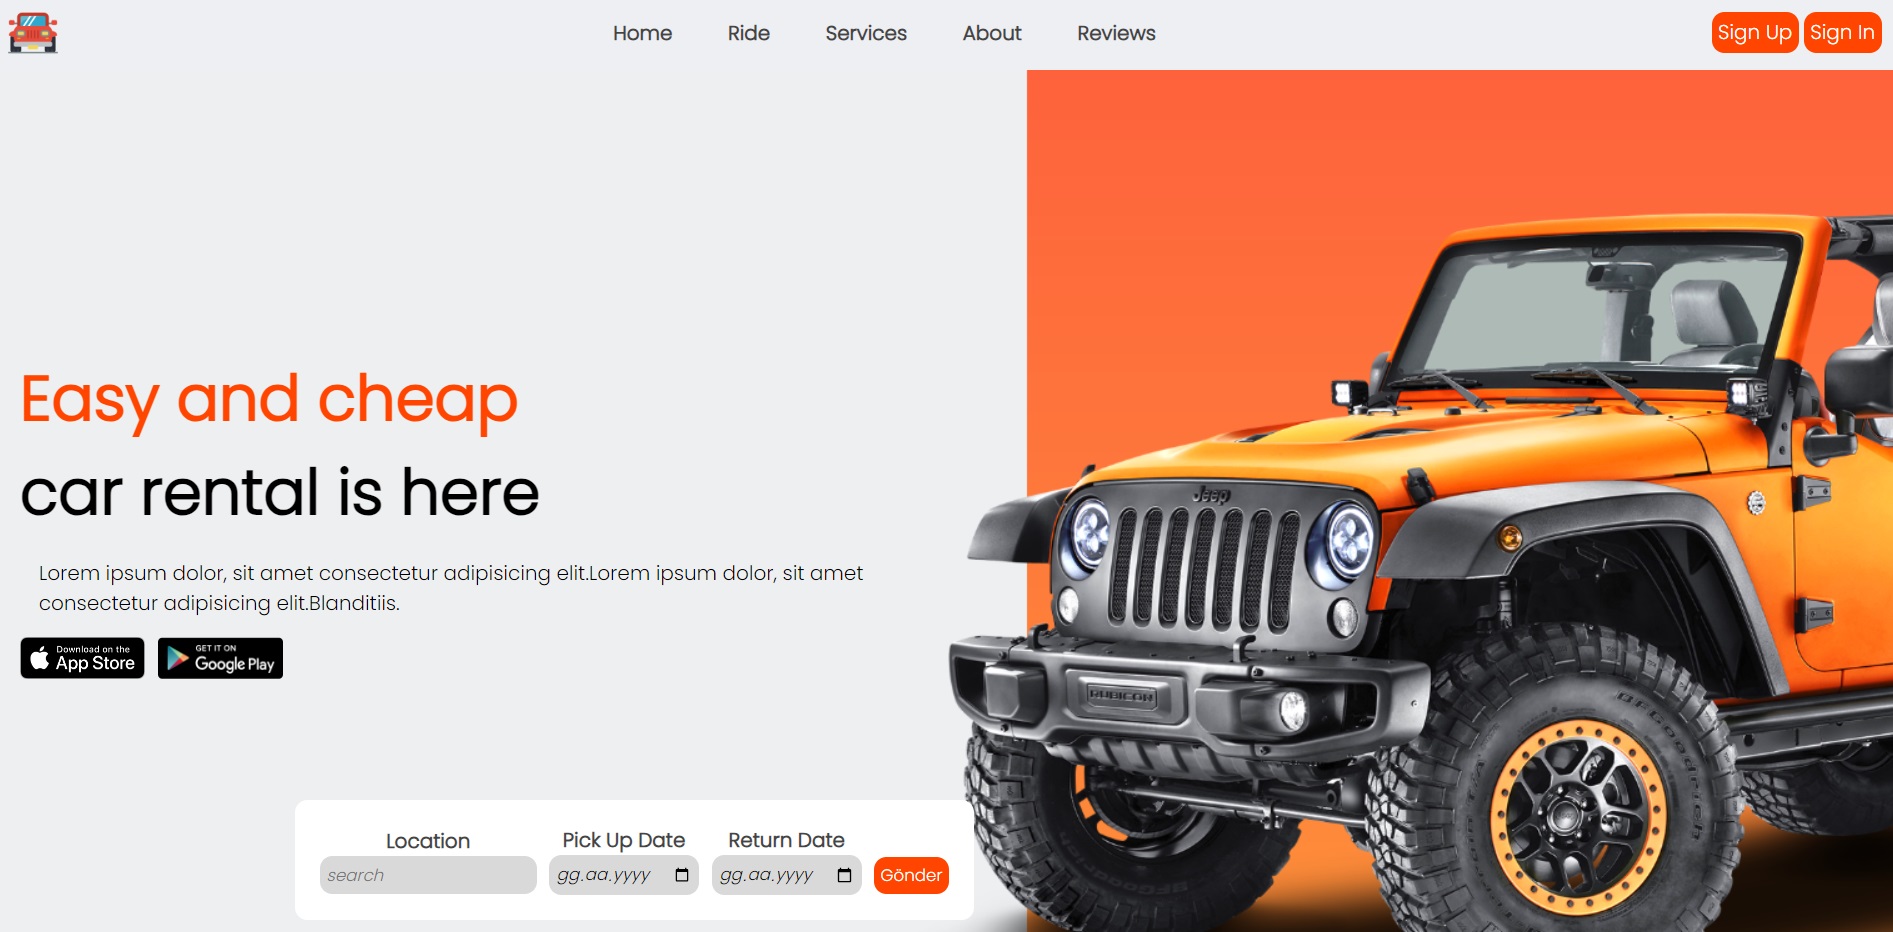 Home Ride Services About Reviews
Sign Up Sign In
Easy and cheap
car rental is here
Lorem ipsum dolor, sit amet consectetur adipisicing elit.Lorem ipsum dolor, sit amet
consectetur adipisicing elit.Blanditiis.
Download on the
App Store
GET IT ON
Google Play
Location
search
Pick Up Date
gg.aa.yyyy
Return Date
gg.aa.yyyy
Gönder
Jeep
RUBICON
BFGoodrich